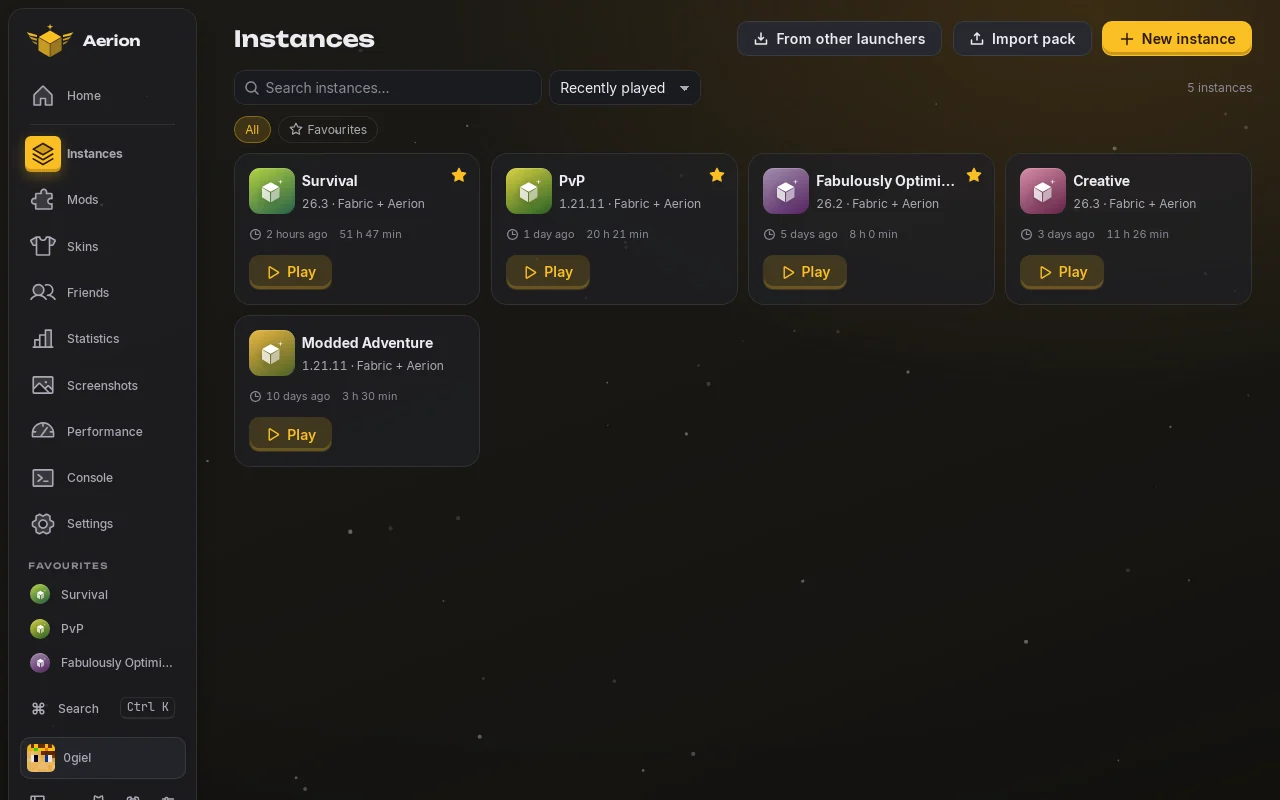 Aerion
Home
Instances
Mods
Skins
Friends
Statistics
Screenshots
Performance
Console
Settings
FAVOURITES
Survival
PvP
Fabulously Optimi...
Search Ctrl K
0giel
Instances
From other launchers
Import pack
New instance
Search instances...
Recently played
5 instances
All
Favourites
Survival
26.3 · Fabric + Aerion
2 hours ago 51 h 47 min
Play
PvP
1.21.11 · Fabric + Aerion
1 day ago 20 h 21 min
Play
Fabulously Optimi...
26.2 · Fabric + Aerion
5 days ago 8 h 0 min
Play
Creative
26.3 · Fabric + Aerion
3 days ago 11 h 26 min
Play
Modded Adventure
1.21.11 · Fabric + Aerion
10 days ago 3 h 30 min
Play